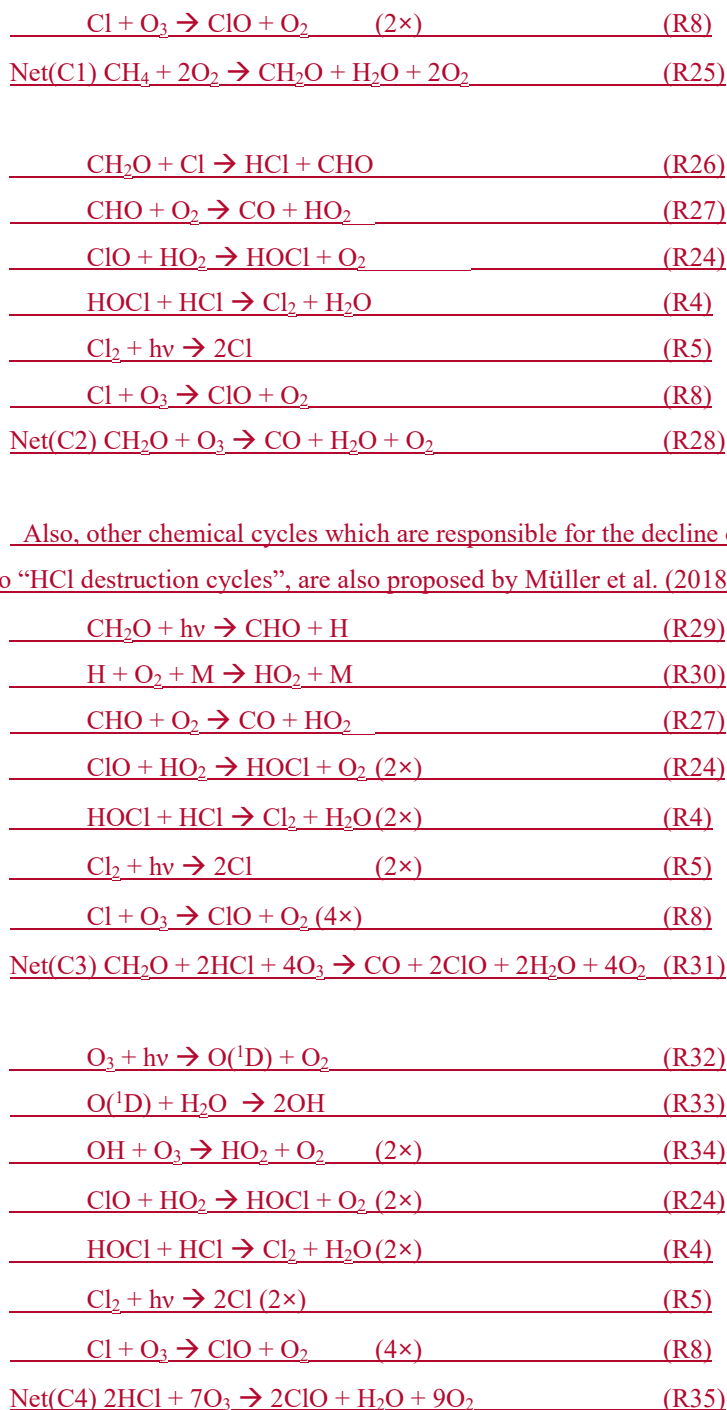 Cl + O₃ → ClO + O₂ (2×) (R8)
Net(C1) CH₄ + 2O₂ → CH₂O + H₂O + 2O₂ (R25)
CH₂O + Cl → HCl + CHO (R26)
CHO + O₂ → CO + HO₂ (R27)
ClO + HO₂ → HOCl + O₂ (R24)
HOCl + HCl → Cl₂ + H₂O (R4)
Cl₂ + hν → 2Cl (R5)
Cl + O₃ → ClO + O₂ (R8)
Net(C2) CH₂O + O₃ → CO + H₂O + O₂ (R28)
Also, other chemical cycles which are responsible for the decline
o “HCl destruction cycles”, are also proposed by Müller et al. (2018
CH₂O + hν → CHO + H (R29)
H + O₂ + M → HO₂ + M (R30)
CHO + O₂ → CO + HO₂ (R27)
ClO + HO₂ → HOCl + O₂ (2×) (R24)
HOCl + HCl → Cl₂ + H₂O (2×) (R4)
Cl₂ + hν → 2Cl (2×) (R5)
Cl + O₃ → ClO + O₂ (4×) (R8)
Net(C3) CH₂O + 2HCl + 4O₃ → CO + 2ClO + 2H₂O + 4O₂ (R31)
O₃ + hν → O(¹D) + O₂ (R32)
O(¹D) + H₂O → 2OH (R33)
OH + O₃ → HO₂ + O₂ (2×) (R34)
ClO + HO₂ → HOCl + O₂ (2×) (R24)
HOCl + HCl → Cl₂ + H₂O (2×) (R4)
Cl₂ + hν → 2Cl (2×) (R5)
Cl + O₃ → ClO + O₂ (4×) (R8)
Net(C4) 2HCl + 7O₃ → 2ClO + H₂O + 9O₂ (R35)